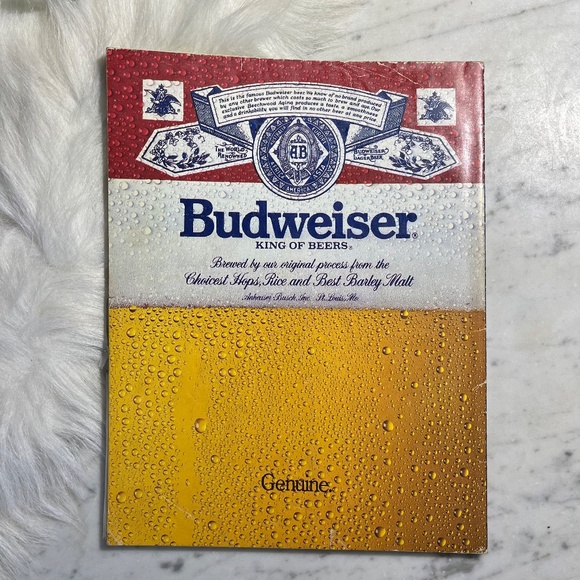 This is the famous Budweiser beer. We know of no brand produced
by any other brewer which costs so much to brew and age. Our
exclusive Beechwood Aging produces a taste, a smoothness
and a drinkability you will find in no other beer at any price.
THE WORLD
RENOWNED
BUDWEISER
LAGER BEER
AB
AMERICA
ASIA
Budweiser®
KING OF BEERS®
Brewed by our original process from the
Choicest Hops, Rice and Best Barley Malt
Anheuser-Busch, Inc. St. Louis, Mo.
Genuine.